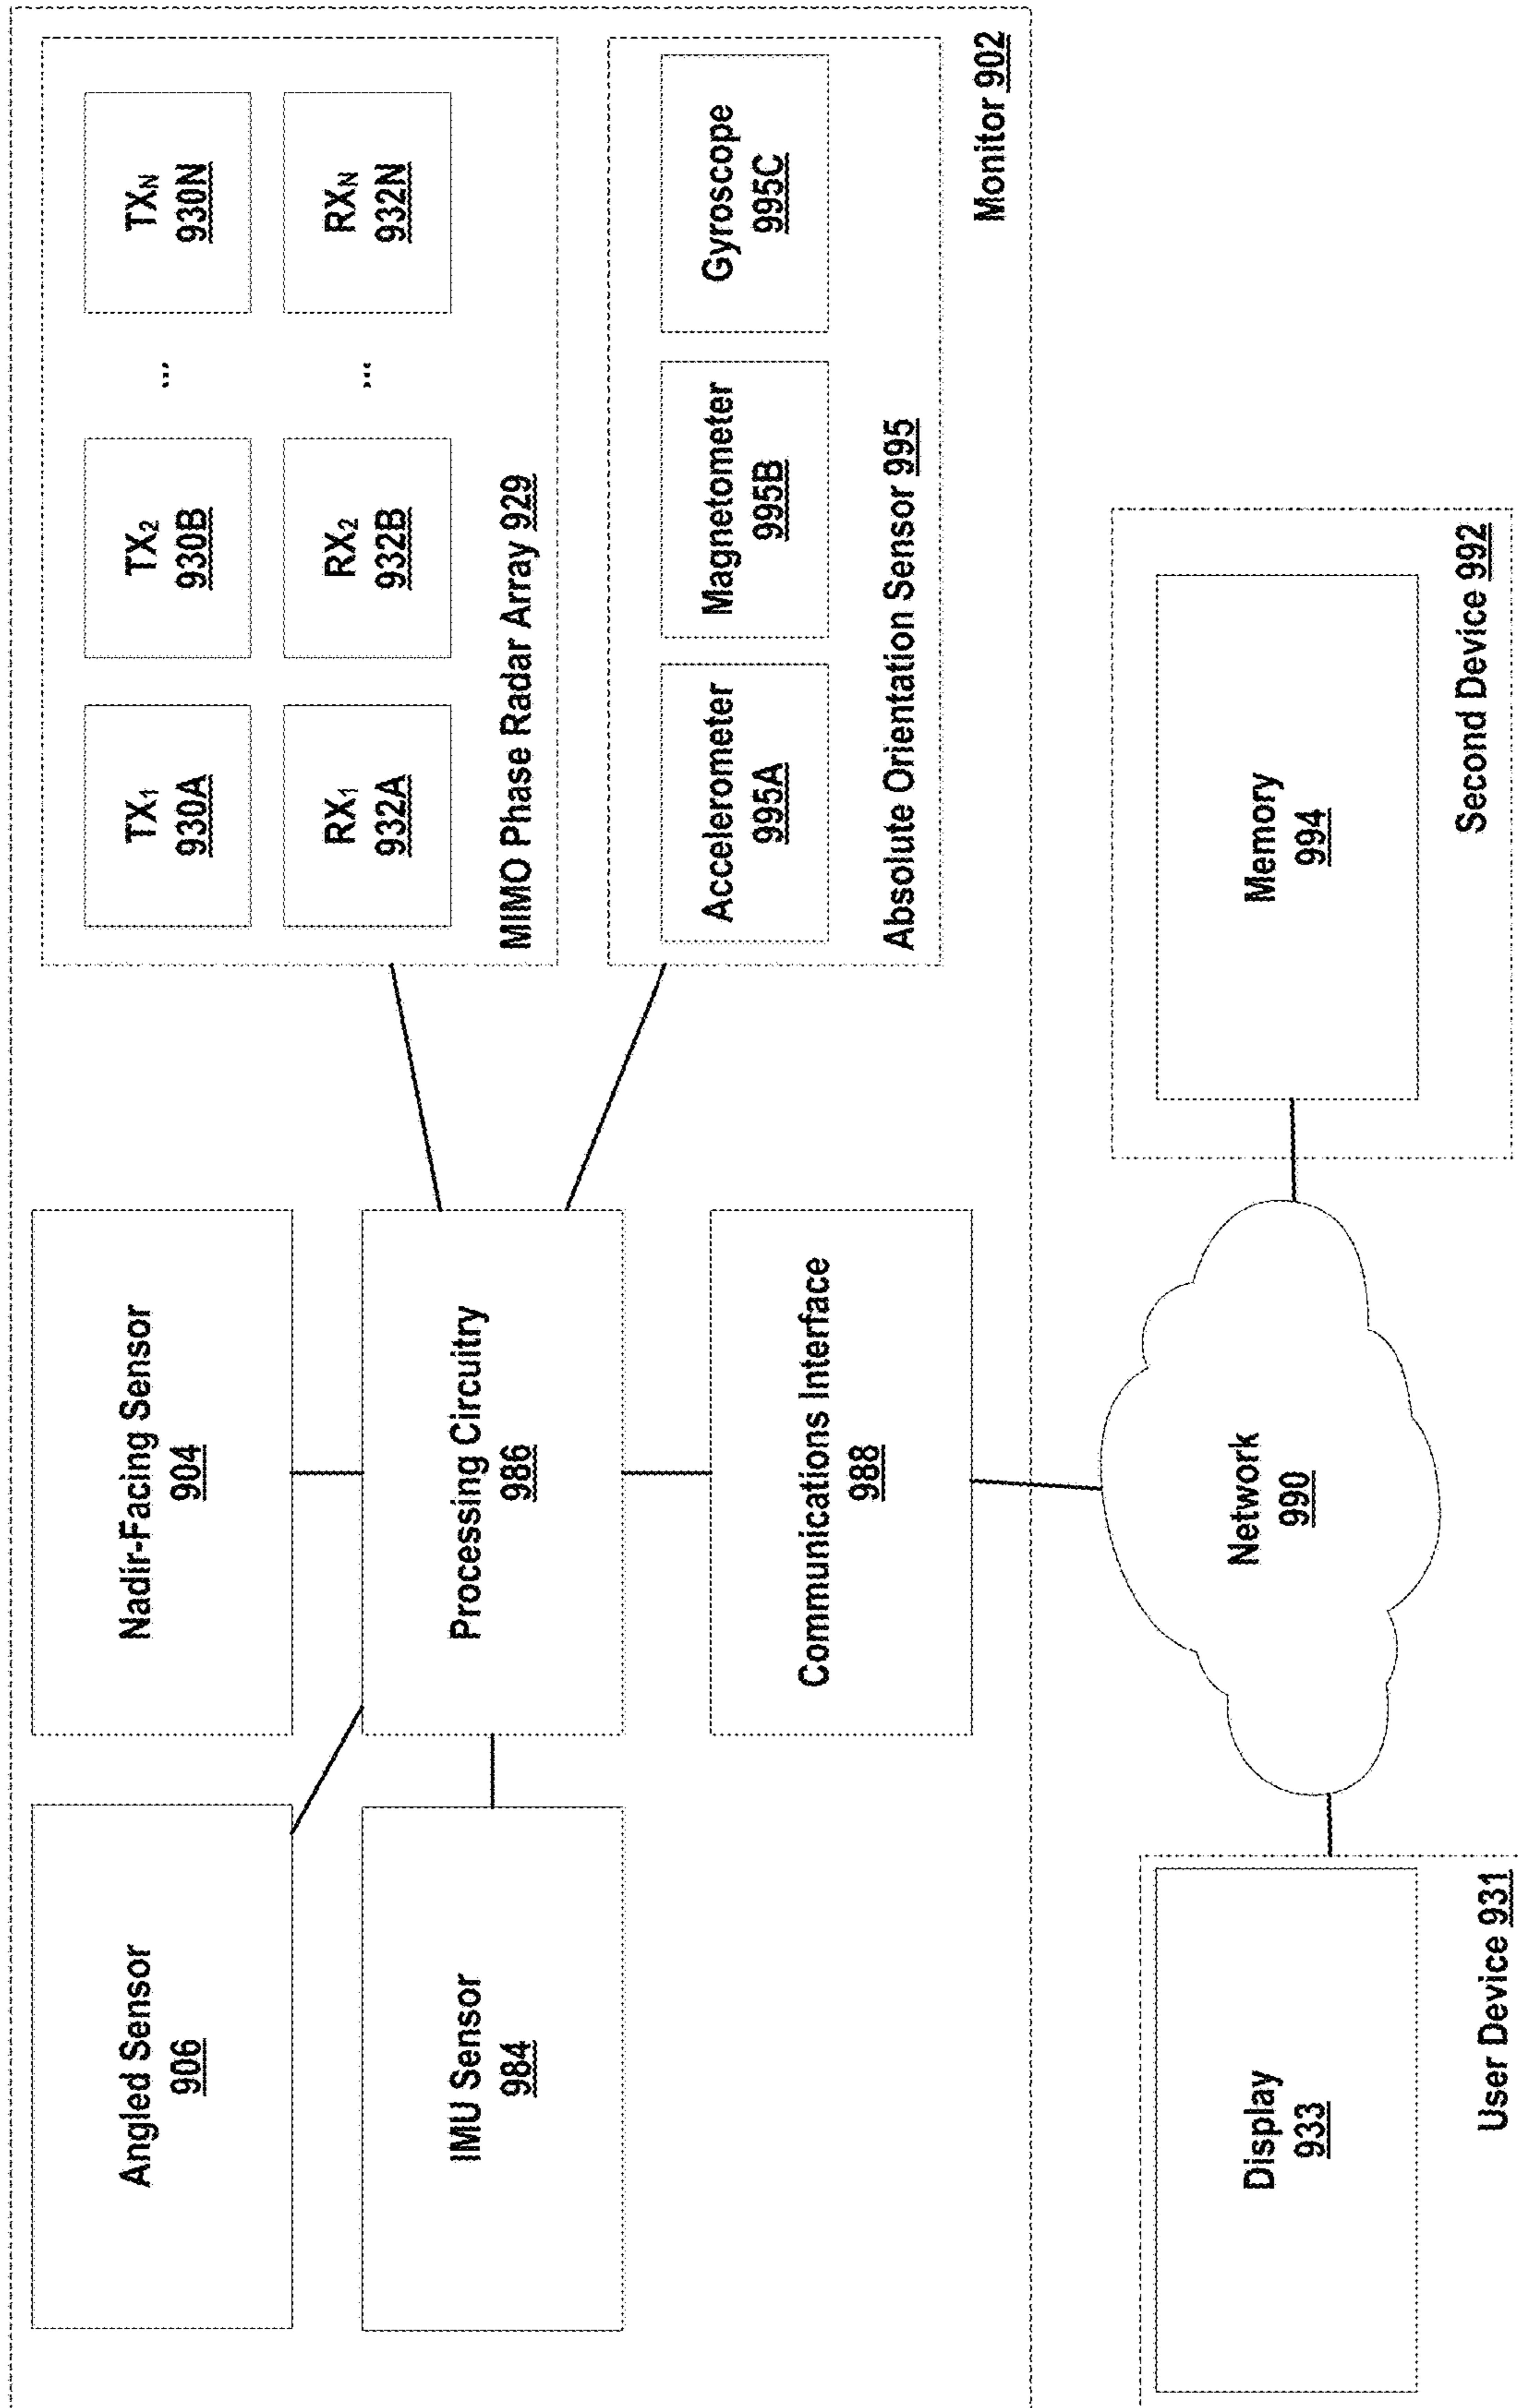 Angled Sensor
906
Nadir-Facing Sensor
904
IMU Sensor
984
Processing Circuitry
986
Communications Interface
988
TX₁
930A
TX₂
930B
...
TX_N
930N
RX₁
932A
RX₂
932B
...
RX_N
932N
MIMO Phase Radar Array 929
Accelerometer
995A
Magnetometer
995B
Gyroscope
995C
Absolute Orientation Sensor 995
Monitor 902
Display
933
User Device 931
Network
990
Memory
994
Second Device 992